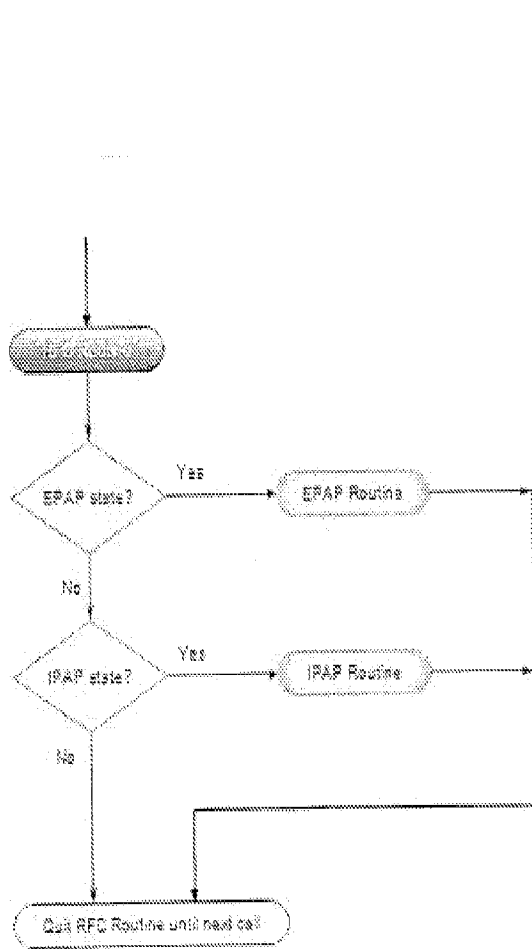 EPAP state?
Yes
EPAP Routine
No
IPAP state?
Yes
IPAP Routine
No
Quit RFC Routine until next call